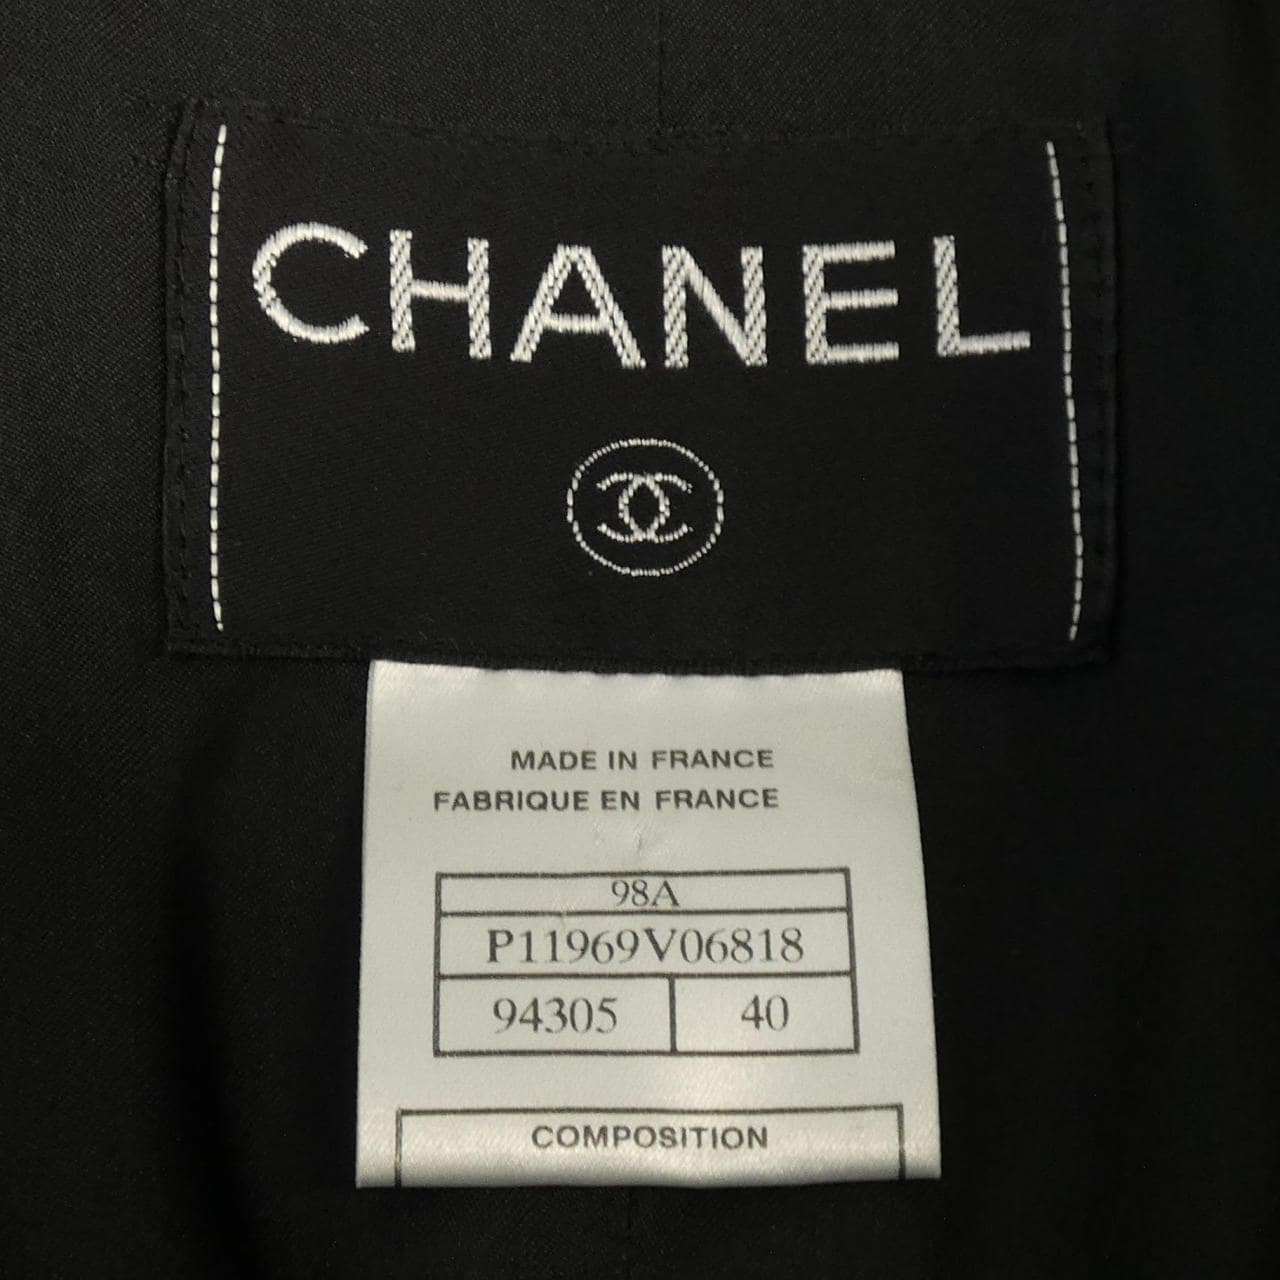 CHANEL
MADE IN FRANCE
FABRIQUE EN FRANCE
98A
P11969V06818
94305 40
COMPOSITION